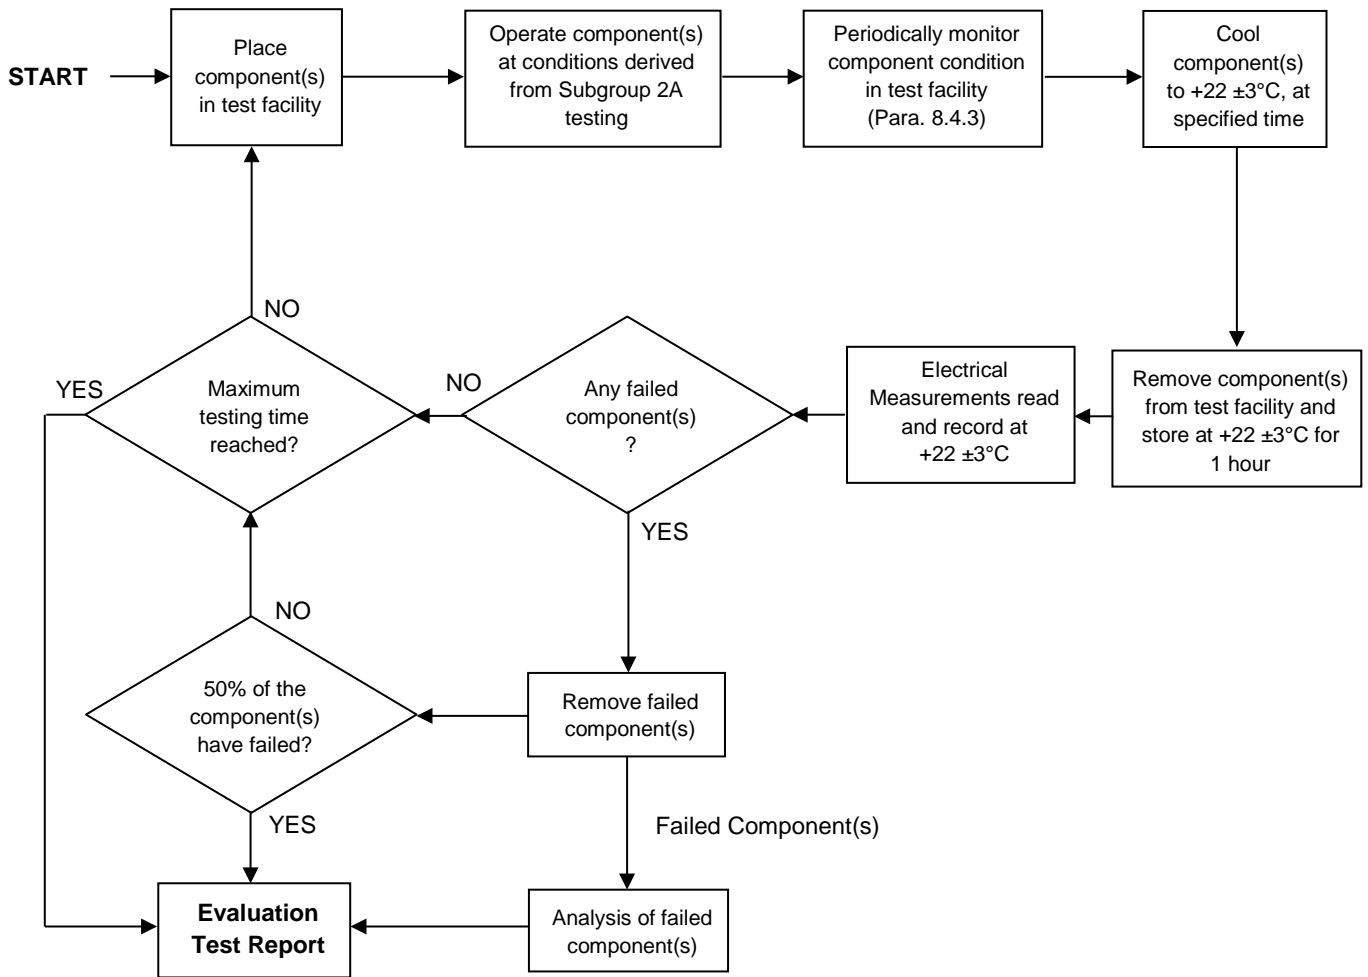 START
Place
component(s)
in test facility
Operate component(s)
at conditions derived
from Subgroup 2A
testing
Periodically monitor
component condition
in test facility
(Para. 8.4.3)
Cool
component(s)
to +22 ±3°C, at
specified time
Remove component(s)
from test facility and
store at +22 ±3°C for
1 hour
Electrical
Measurements read
and record at
+22 ±3°C
Any failed
component(s)
?
NO
YES
Maximum
testing time
reached?
NO
YES
Remove failed
component(s)
50% of the
component(s)
have failed?
NO
YES
Failed Component(s)
Analysis of failed
component(s)
Evaluation
Test Report